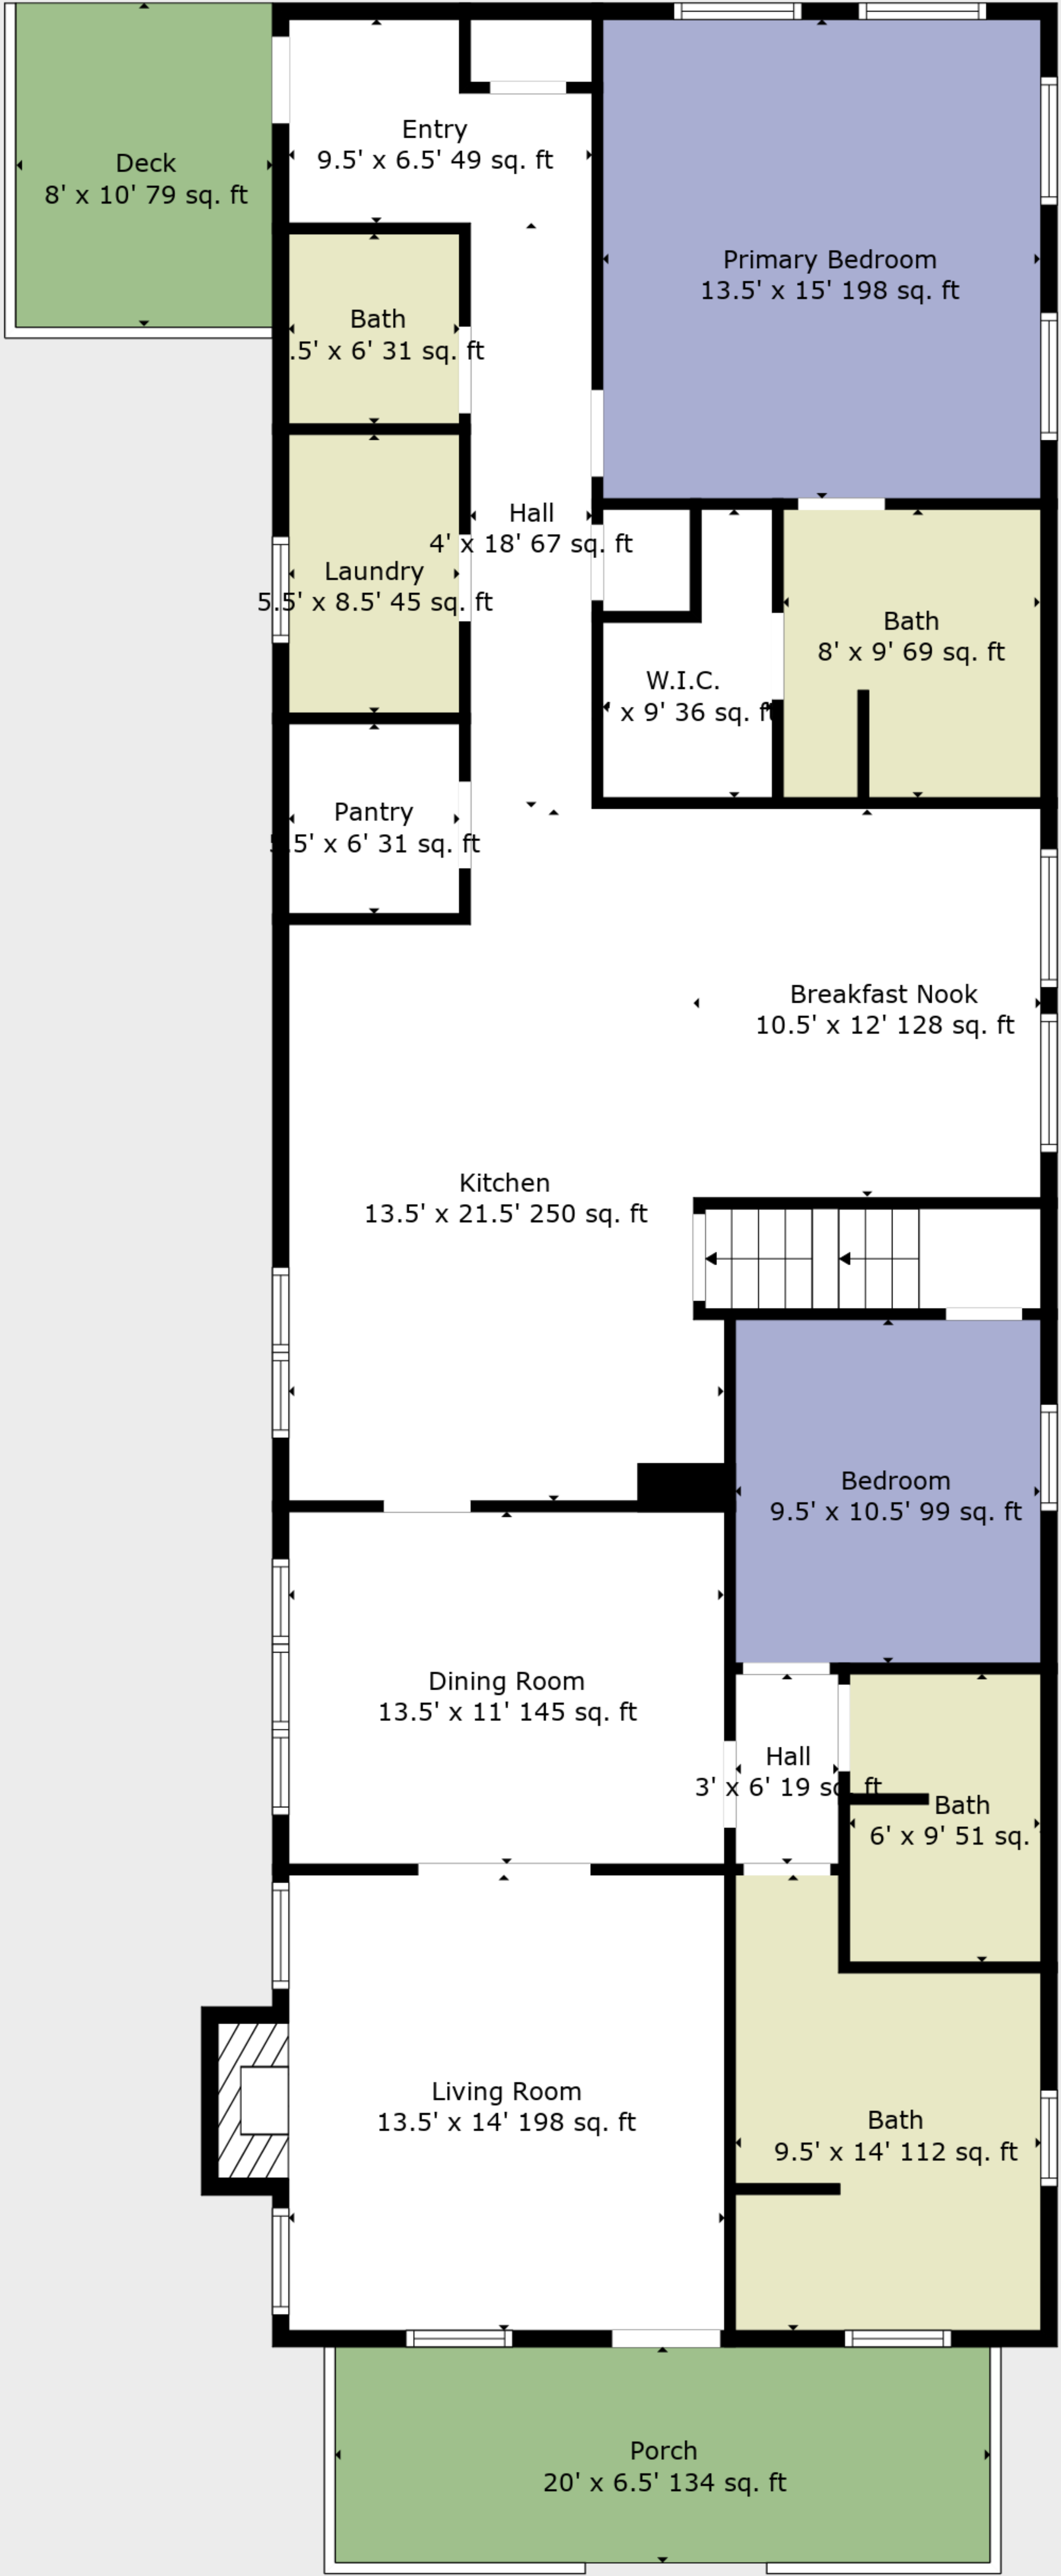 Entry
9.5' x 6.5' 49 sq. ft
Deck
8' x 10' 79 sq. ft
Primary Bedroom
13.5' x 15' 198 sq. ft
Bath
.5' x 6' 31 sq. ft
Hall
4' x 18' 67 sq. ft
Laundry
5.5' x 8.5' 45 sq. ft
Bath
8' x 9' 69 sq. ft
W.I.C.
x 9' 36 sq. ft
Pantry
5.5' x 6' 31 sq. ft
Breakfast Nook
10.5' x 12' 128 sq. ft
Kitchen
13.5' x 21.5' 250 sq. ft
Bedroom
9.5' x 10.5' 99 sq. ft
Dining Room
13.5' x 11' 145 sq. ft
Hall
3' x 6' 19 sq. ft
Bath
6' x 9' 51 sq.
Living Room
13.5' x 14' 198 sq. ft
Bath
9.5' x 14' 112 sq. ft
Porch
20' x 6.5' 134 sq. ft